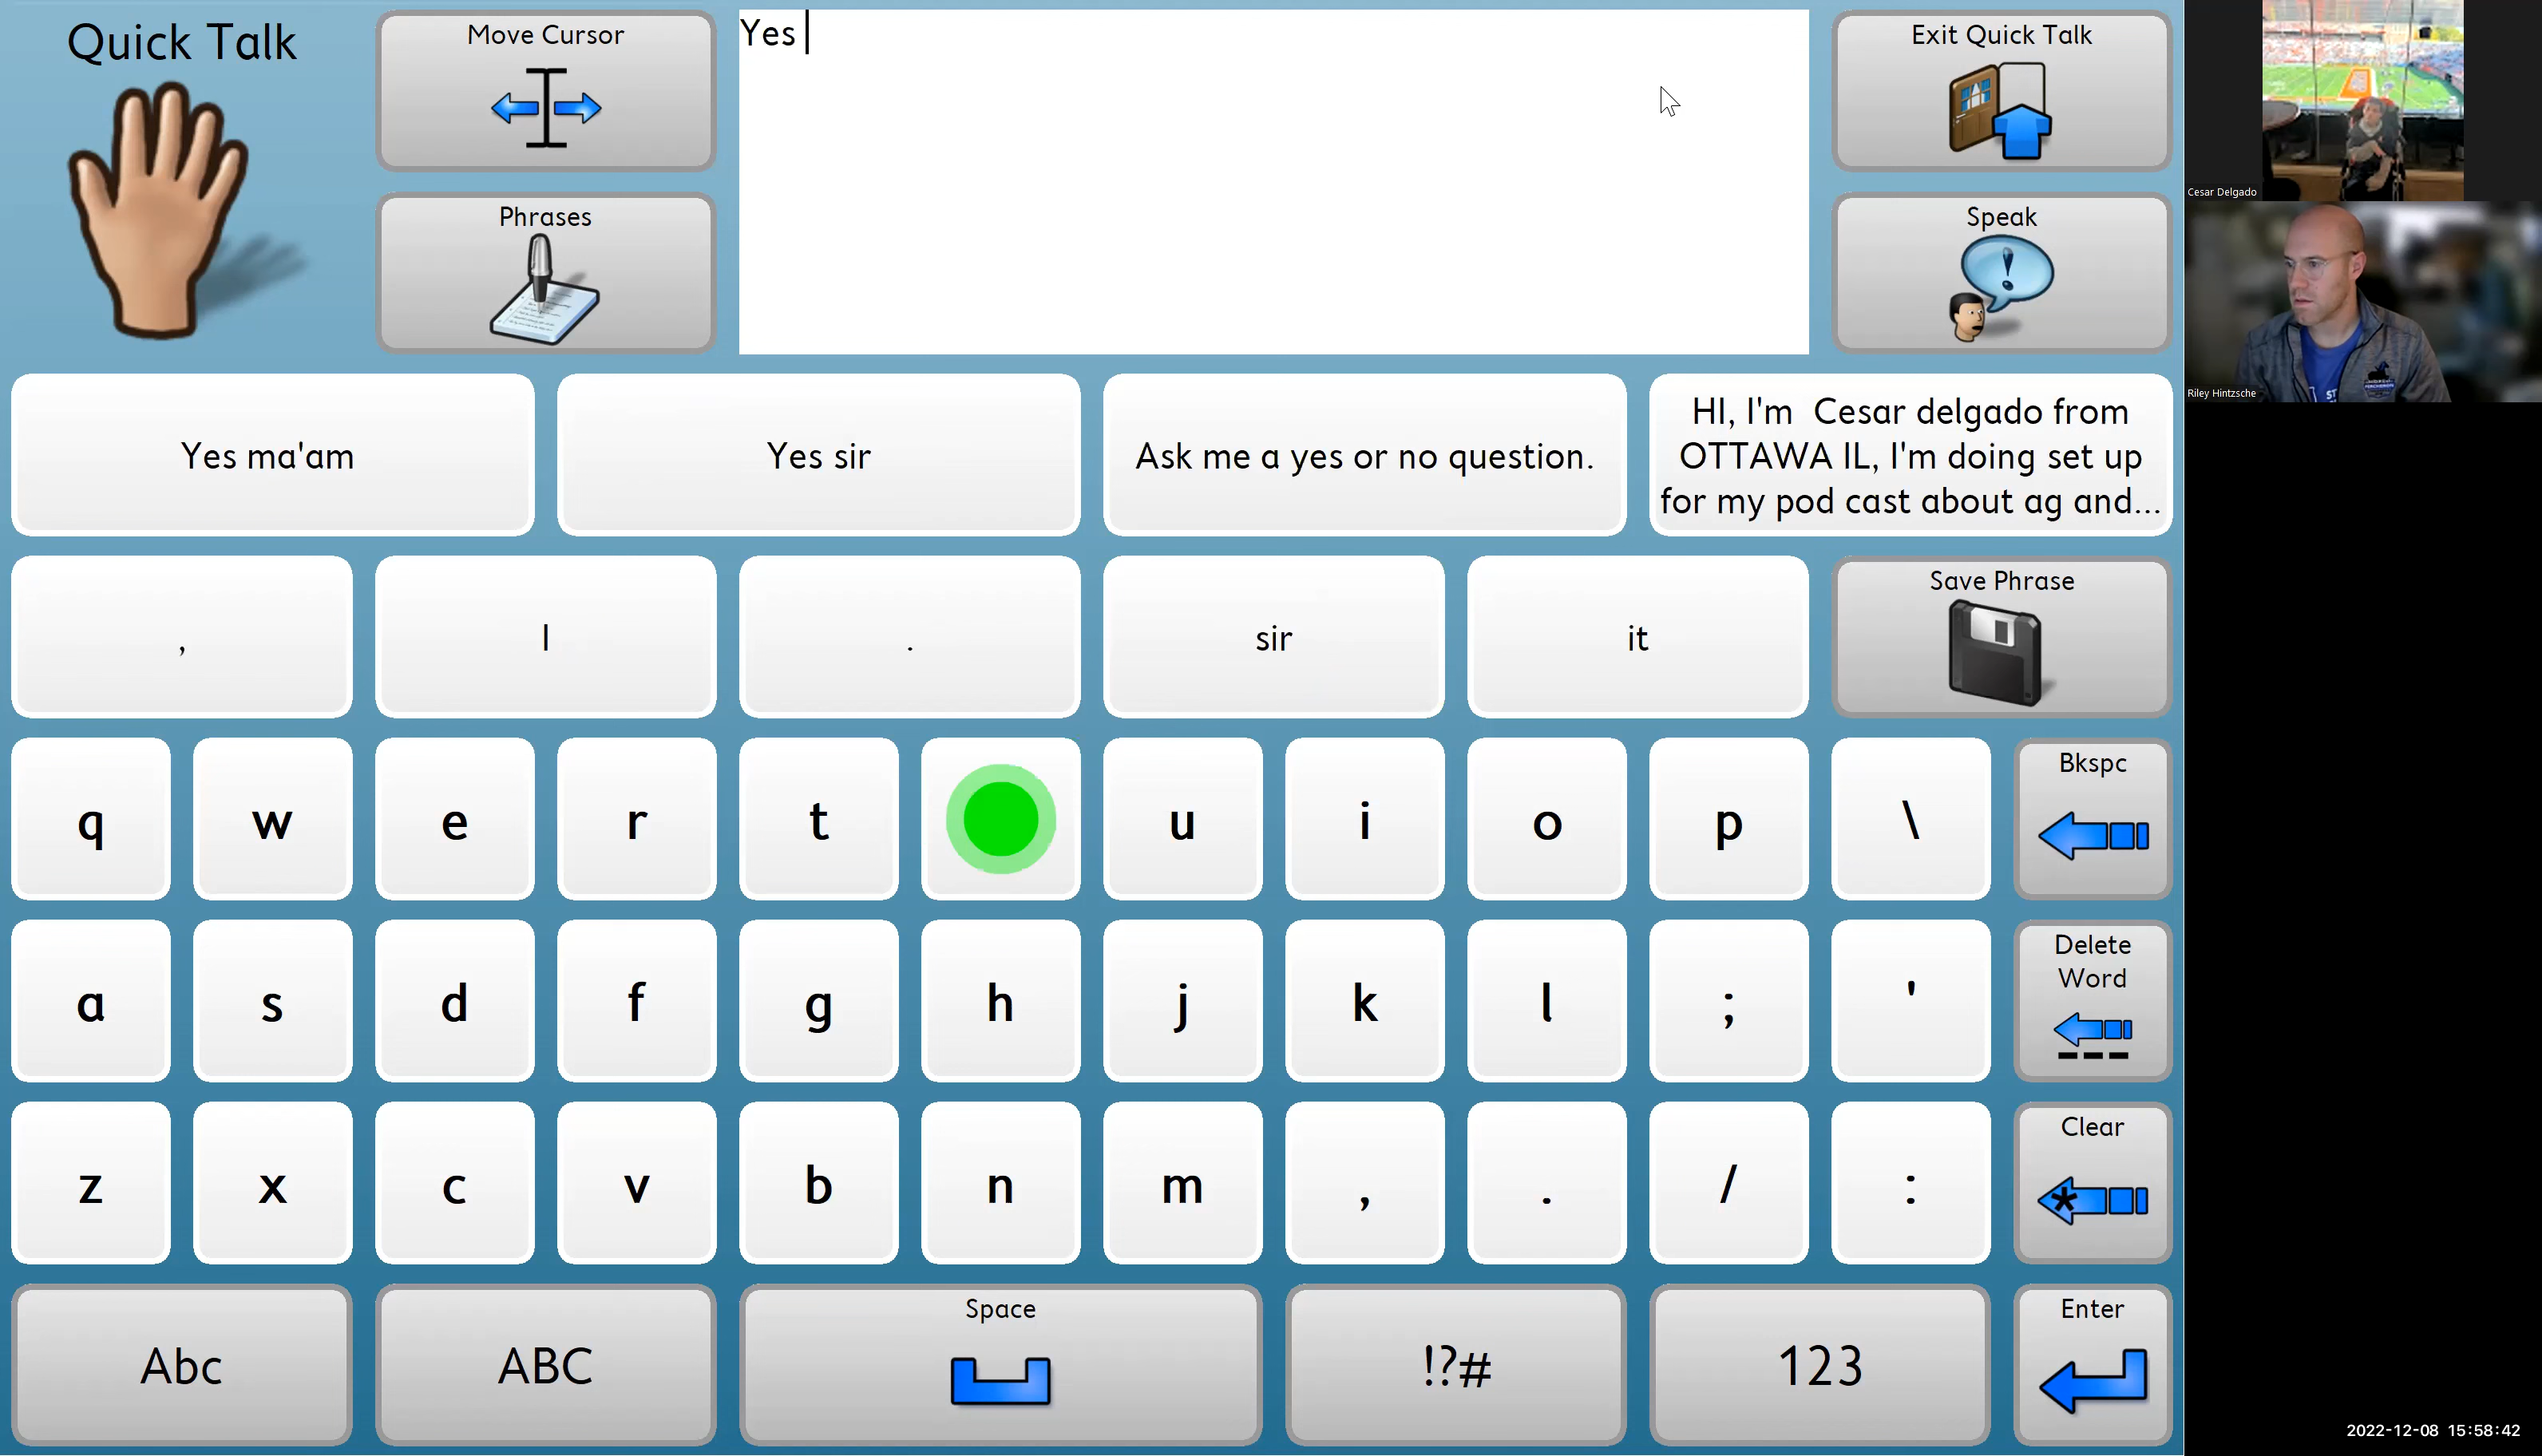 Quick Talk
Move Cursor
Yes
Exit Quick Talk
Phrases
Speak
Cesar Delgado
Riley Hintzsche
Yes ma'am
Yes sir
Ask me a yes or no question.
HI, I'm  Cesar delgado from
OTTAWA IL, I'm doing set up
for my pod cast about ag and...
, I . sir it
Save Phrase
q w e r t u i o p \
Bkspc
a s d f g h j k l ; '
Delete
Word
z x c v b n m , . / :
Clear
Abc ABC
Space
!?# 123
Enter
2022-12-08 15:58:42